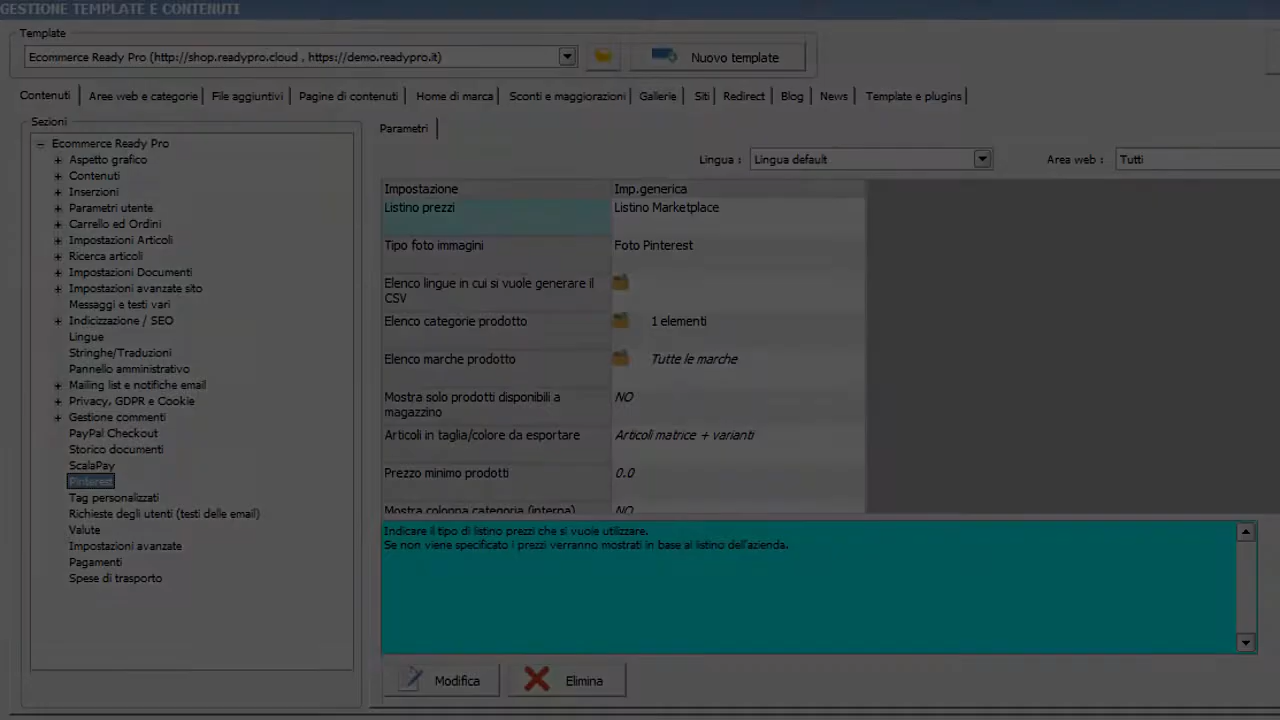 GESTIONE TEMPLATE E CONTENUTI
Template
Ecommerce Ready Pro (http://shop.readypro.cloud , https://demo.readypro.it)
Nuovo template
Contenuti
Aree web e categorie
File aggiuntivi
Pagine di contenuti
Home di marca
Sconti e maggiorazioni
Gallerie
Siti
Redirect
Blog
News
Template e plugins
Sezioni
Ecommerce Ready Pro
Aspetto grafico
Contenuti
Inserzioni
Parametri utente
Carrello ed Ordini
Impostazioni Articoli
Ricerca articoli
Impostazioni Documenti
Impostazioni avanzate sito
Messaggi e testi vari
Indicizzazione / SEO
Lingue
Stringhe/Traduzioni
Pannello amministrativo
Mailing list e notifiche email
Privacy, GDPR e Cookie
Gestione commenti
PayPal Checkout
Storico documenti
ScalaPay
Pinterest
Tag personalizzati
Richieste degli utenti (testi delle email)
Valute
Impostazioni avanzate
Pagamenti
Spese di trasporto
Parametri
Lingua :
Lingua default
Area web :
Tutti
Impostazione
Imp.generica
Listino prezzi
Listino Marketplace
Tipo foto immagini
Foto Pinterest
Elenco lingue in cui si vuole generare il
CSV
Elenco categorie prodotto
1 elementi
Elenco marche prodotto
Tutte le marche
Mostra solo prodotti disponibili a
magazzino
NO
Articoli in taglia/colore da esportare
Articoli matrice + varianti
Prezzo minimo prodotti
0.0
Mostra colonna categoria (interna)
NO
Indicare il tipo di listino prezzi che si vuole utilizzare.
Se non viene specificato i prezzi verranno mostrati in base al listino dell'azienda.
Modifica
Elimina